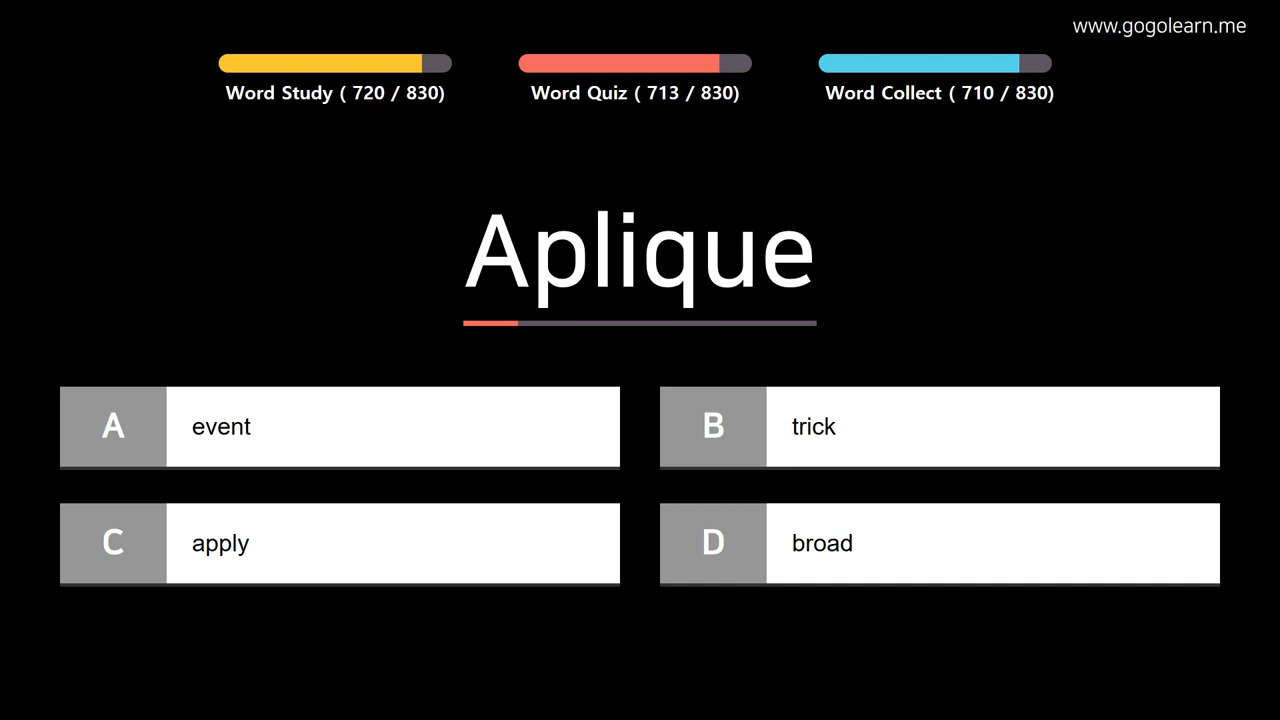 www.gogolearn.me
Word Study ( 720 / 830)
Word Quiz ( 713 / 830)
Word Collect ( 710 / 830)
Aplique
A event
B trick
C apply
D broad